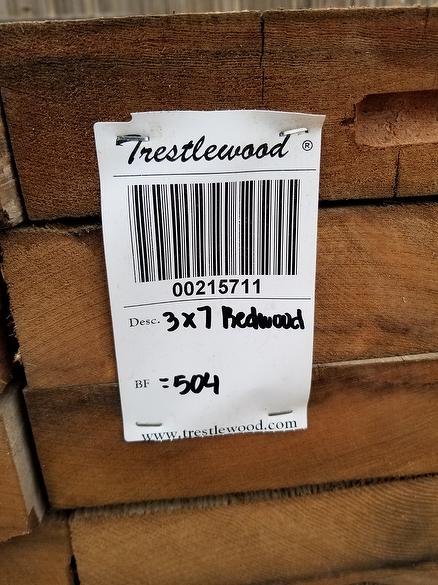 Trestlewood ®
00215711
Desc. 3x7 Redwood
BF = 504
www.trestlewood.com